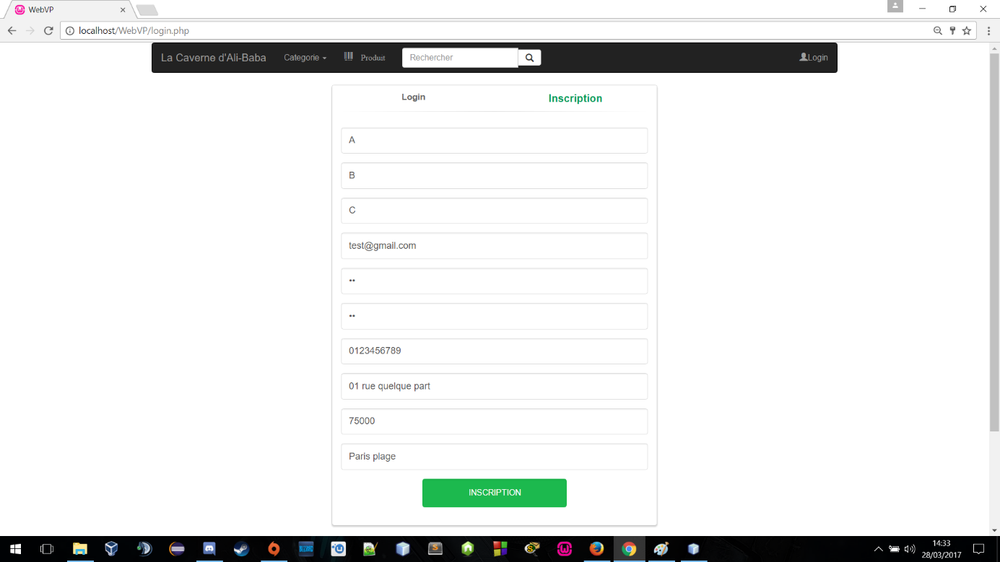 WebVP
localhost/WebVP/login.php
La Caverne d'Ali-Baba Categorie Produit Rechercher Login
Login Inscription
A
B
C
test@gmail.com
••
••
0123456789
01 rue quelque part
75000
Paris plage
INSCRIPTION
14:33
28/03/2017